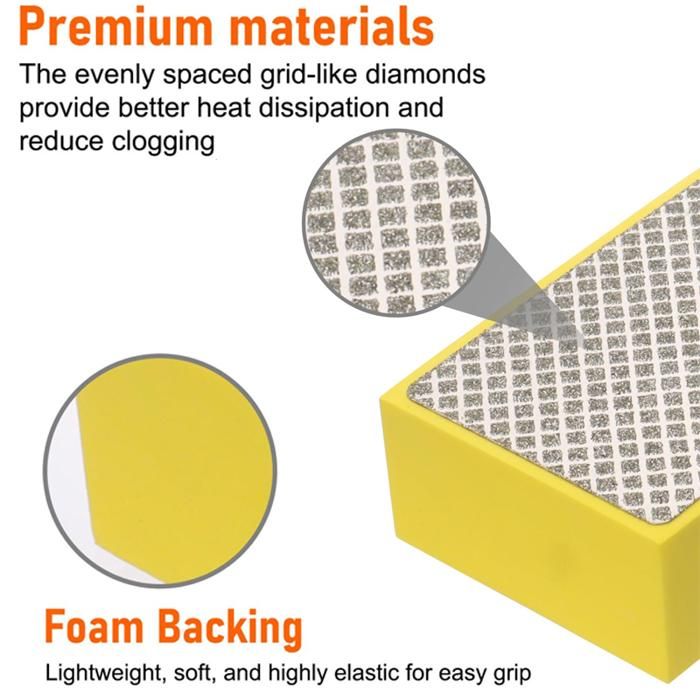 Premium materials
The evenly spaced grid-like diamonds
provide better heat dissipation and
reduce clogging
Foam Backing
Lightweight, soft, and highly elastic for easy grip